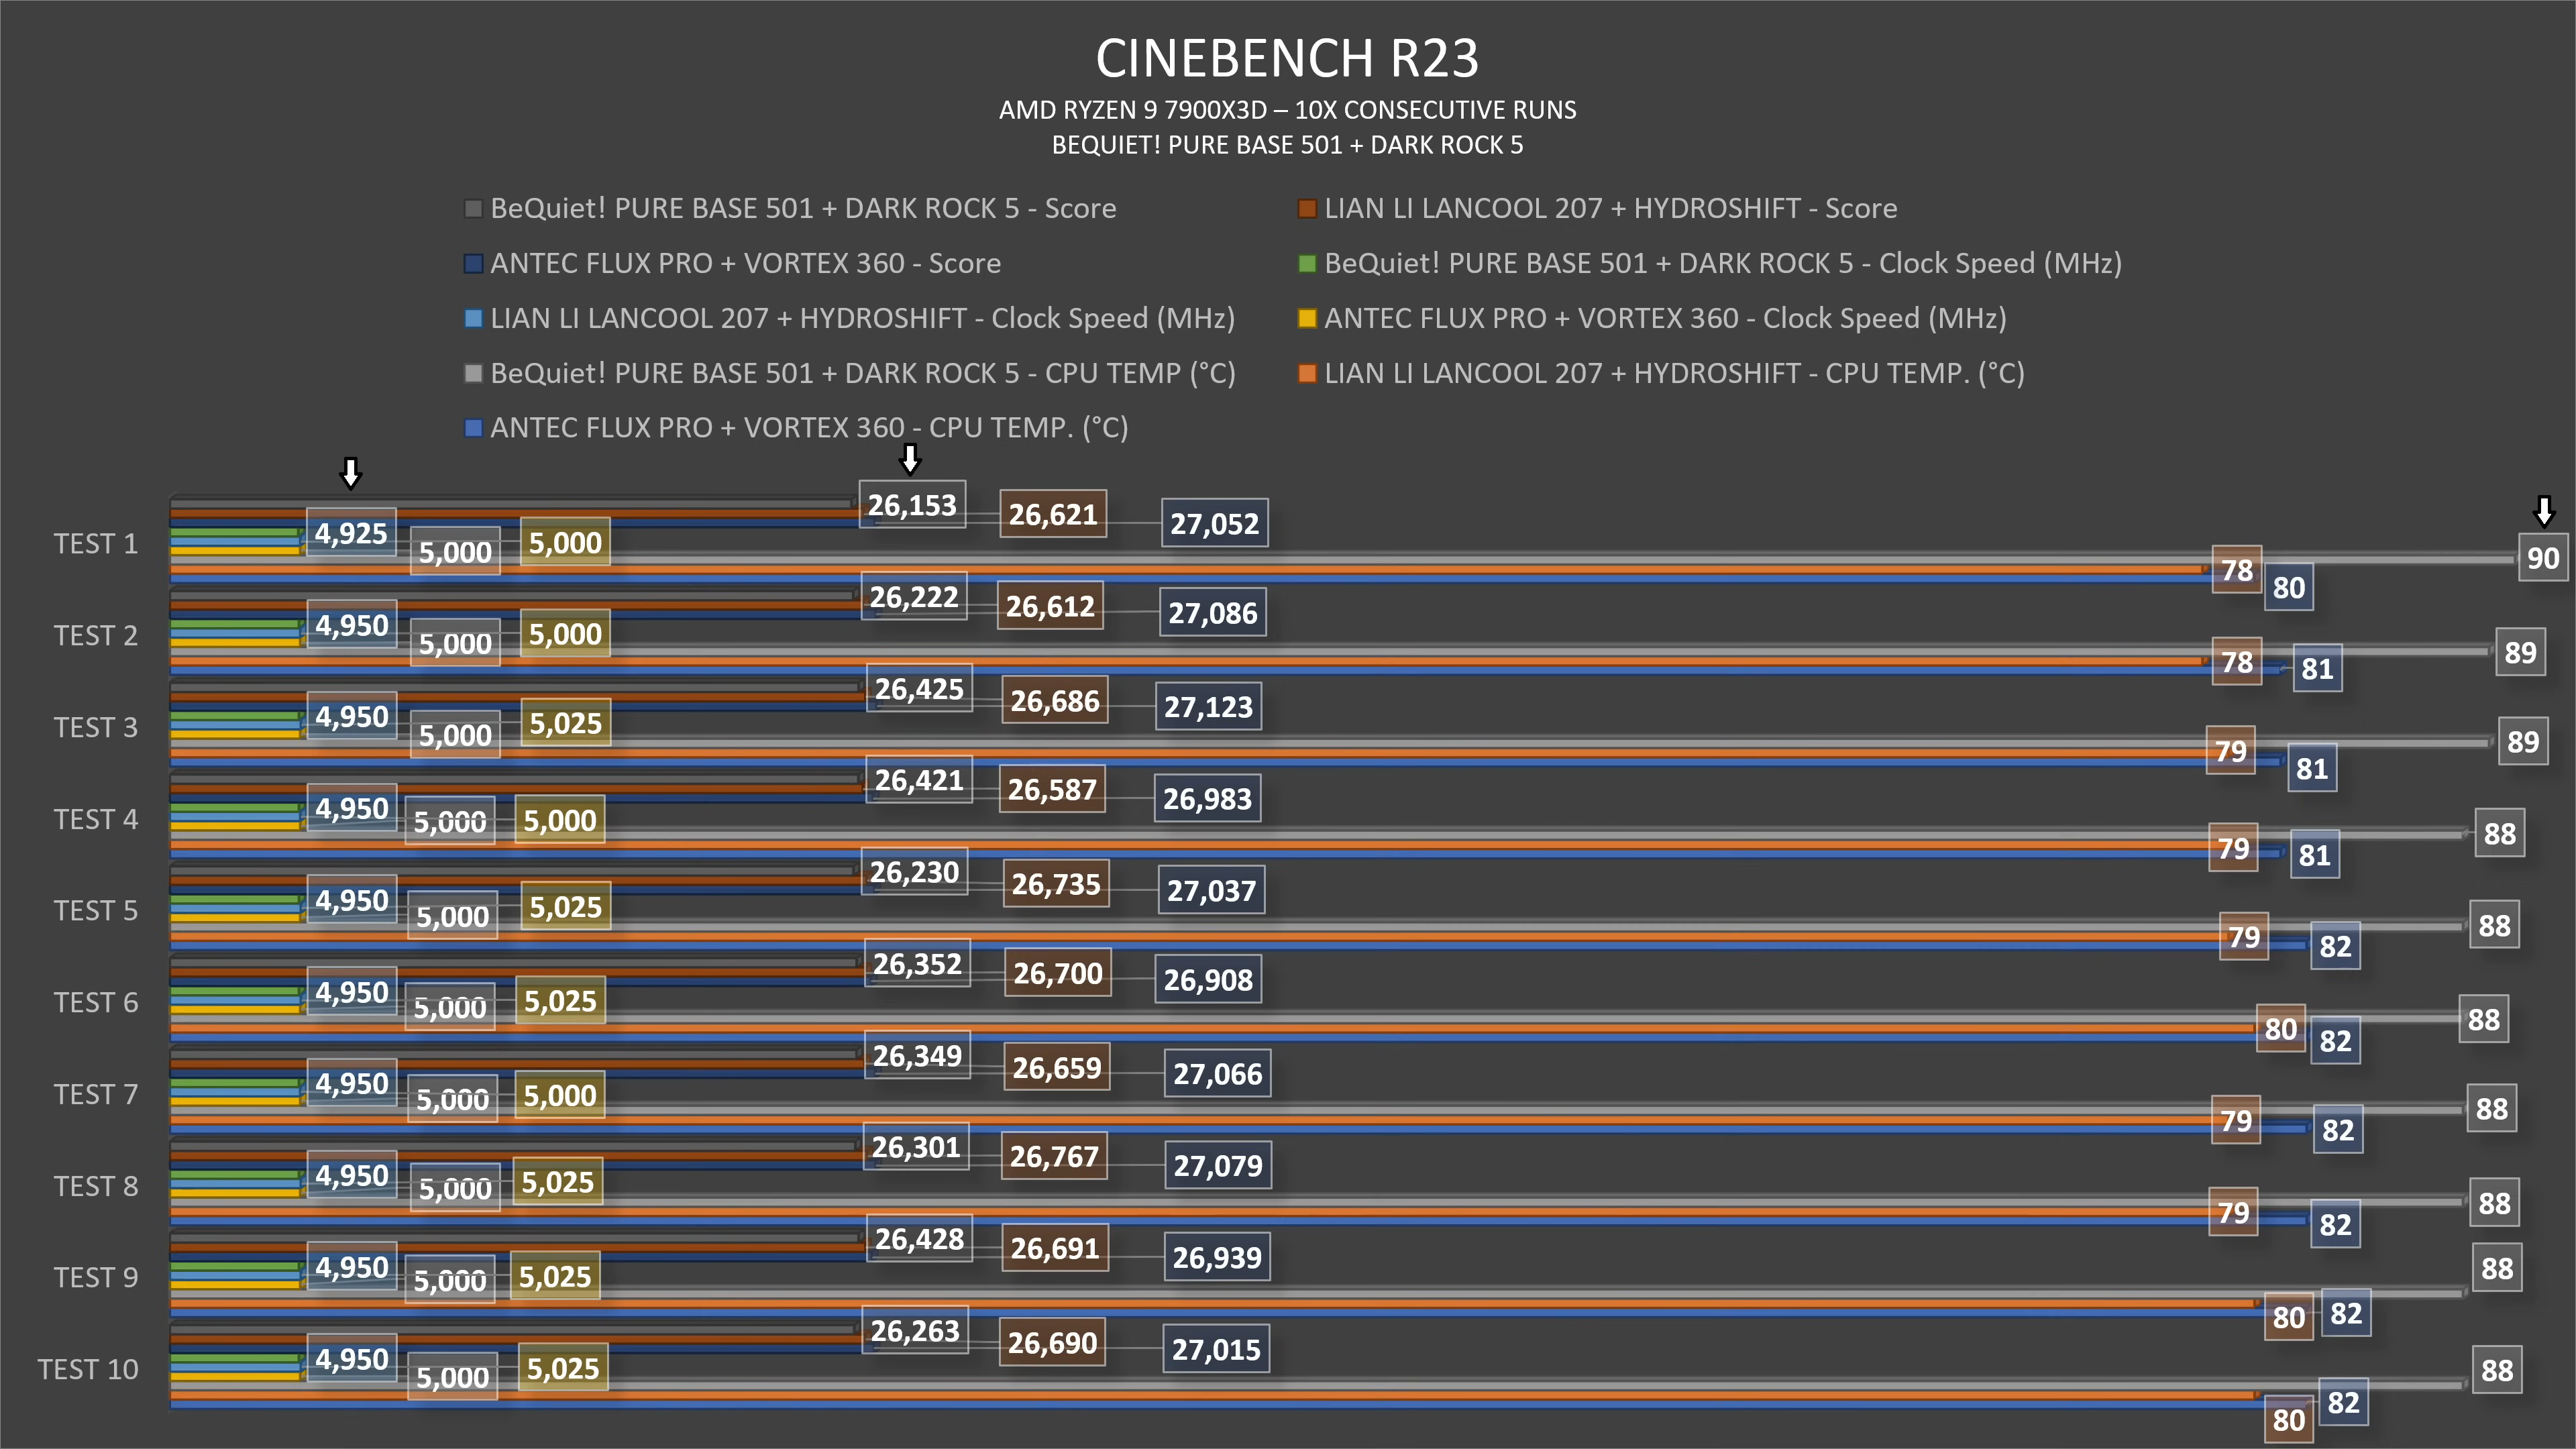 CINEBENCH R23
AMD RYZEN 9 7900X3D – 10X CONSECUTIVE RUNS
BEQUIET! PURE BASE 501 + DARK ROCK 5
BeQuiet! PURE BASE 501 + DARK ROCK 5 - Score
LIAN LI LANCOOL 207 + HYDROSHIFT - Score
ANTEC FLUX PRO + VORTEX 360 - Score
BeQuiet! PURE BASE 501 + DARK ROCK 5 - Clock Speed (MHz)
LIAN LI LANCOOL 207 + HYDROSHIFT - Clock Speed (MHz)
ANTEC FLUX PRO + VORTEX 360 - Clock Speed (MHz)
BeQuiet! PURE BASE 501 + DARK ROCK 5 - CPU TEMP (°C)
LIAN LI LANCOOL 207 + HYDROSHIFT - CPU TEMP. (°C)
ANTEC FLUX PRO + VORTEX 360 - CPU TEMP. (°C)
TEST 1 4,925 5,000 5,000 26,153 26,621 27,052 78 80 90
TEST 2 4,950 5,000 5,000 26,222 26,612 27,086 78 81 89
TEST 3 4,950 5,000 5,025 26,425 26,686 27,123 79 81 89
TEST 4 4,950 5,000 5,000 26,421 26,587 26,983 79 81 88
TEST 5 4,950 5,000 5,025 26,230 26,735 27,037 79 82 88
TEST 6 4,950 5,000 5,025 26,352 26,700 26,908 80 82 88
TEST 7 4,950 5,000 5,000 26,349 26,659 27,066 79 82 88
TEST 8 4,950 5,000 5,025 26,301 26,767 27,079 79 82 88
TEST 9 4,950 5,000 5,025 26,428 26,691 26,939 80 82 88
TEST 10 4,950 5,000 5,025 26,263 26,690 27,015 80 82 88